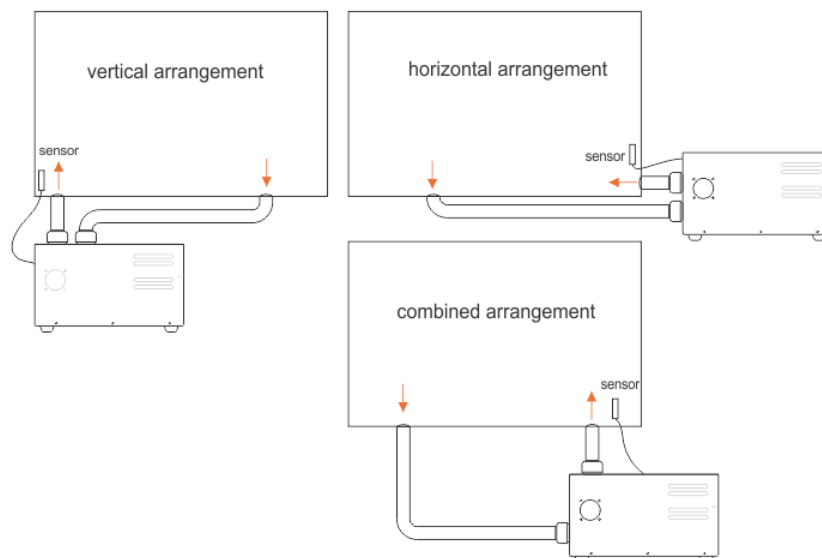 vertical arrangement
sensor
horizontal arrangement
sensor
combined arrangement
sensor